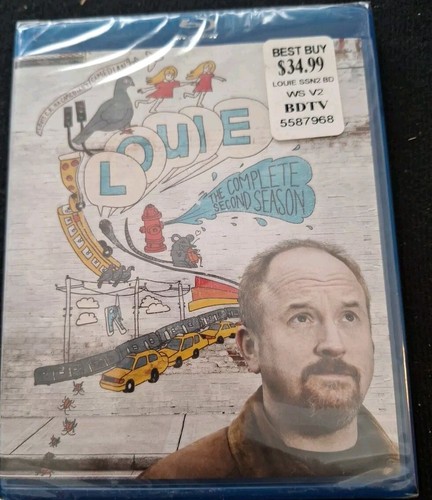 BEST BUY
$34.99
LOUIE SSN2 BD
WS V2
BDTV
5587968
LOUIE
THE COMPLETE
SECOND SEASON